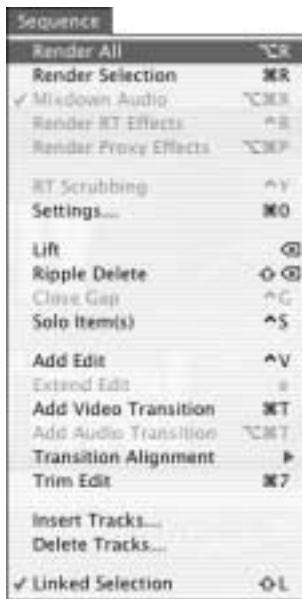 Sequence
Render All ⌥R
Render Selection ⌘R
✓ Mixdown Audio ⌥⌘R
Render RT Effects ^R
Render Proxy Effects ⌥⌘P
RT Scrubbing ^Y
Settings... ⌘0
Lift ⌫
Ripple Delete ⇧⌫
Close Gap ^G
Solo Item(s) ^S
Add Edit ^V
Extend Edit e
Add Video Transition ⌘T
Add Audio Transition ⌥⌘T
Transition Alignment ▶
Trim Edit ⌘7
Insert Tracks...
Delete Tracks...
✓ Linked Selection ⇧L